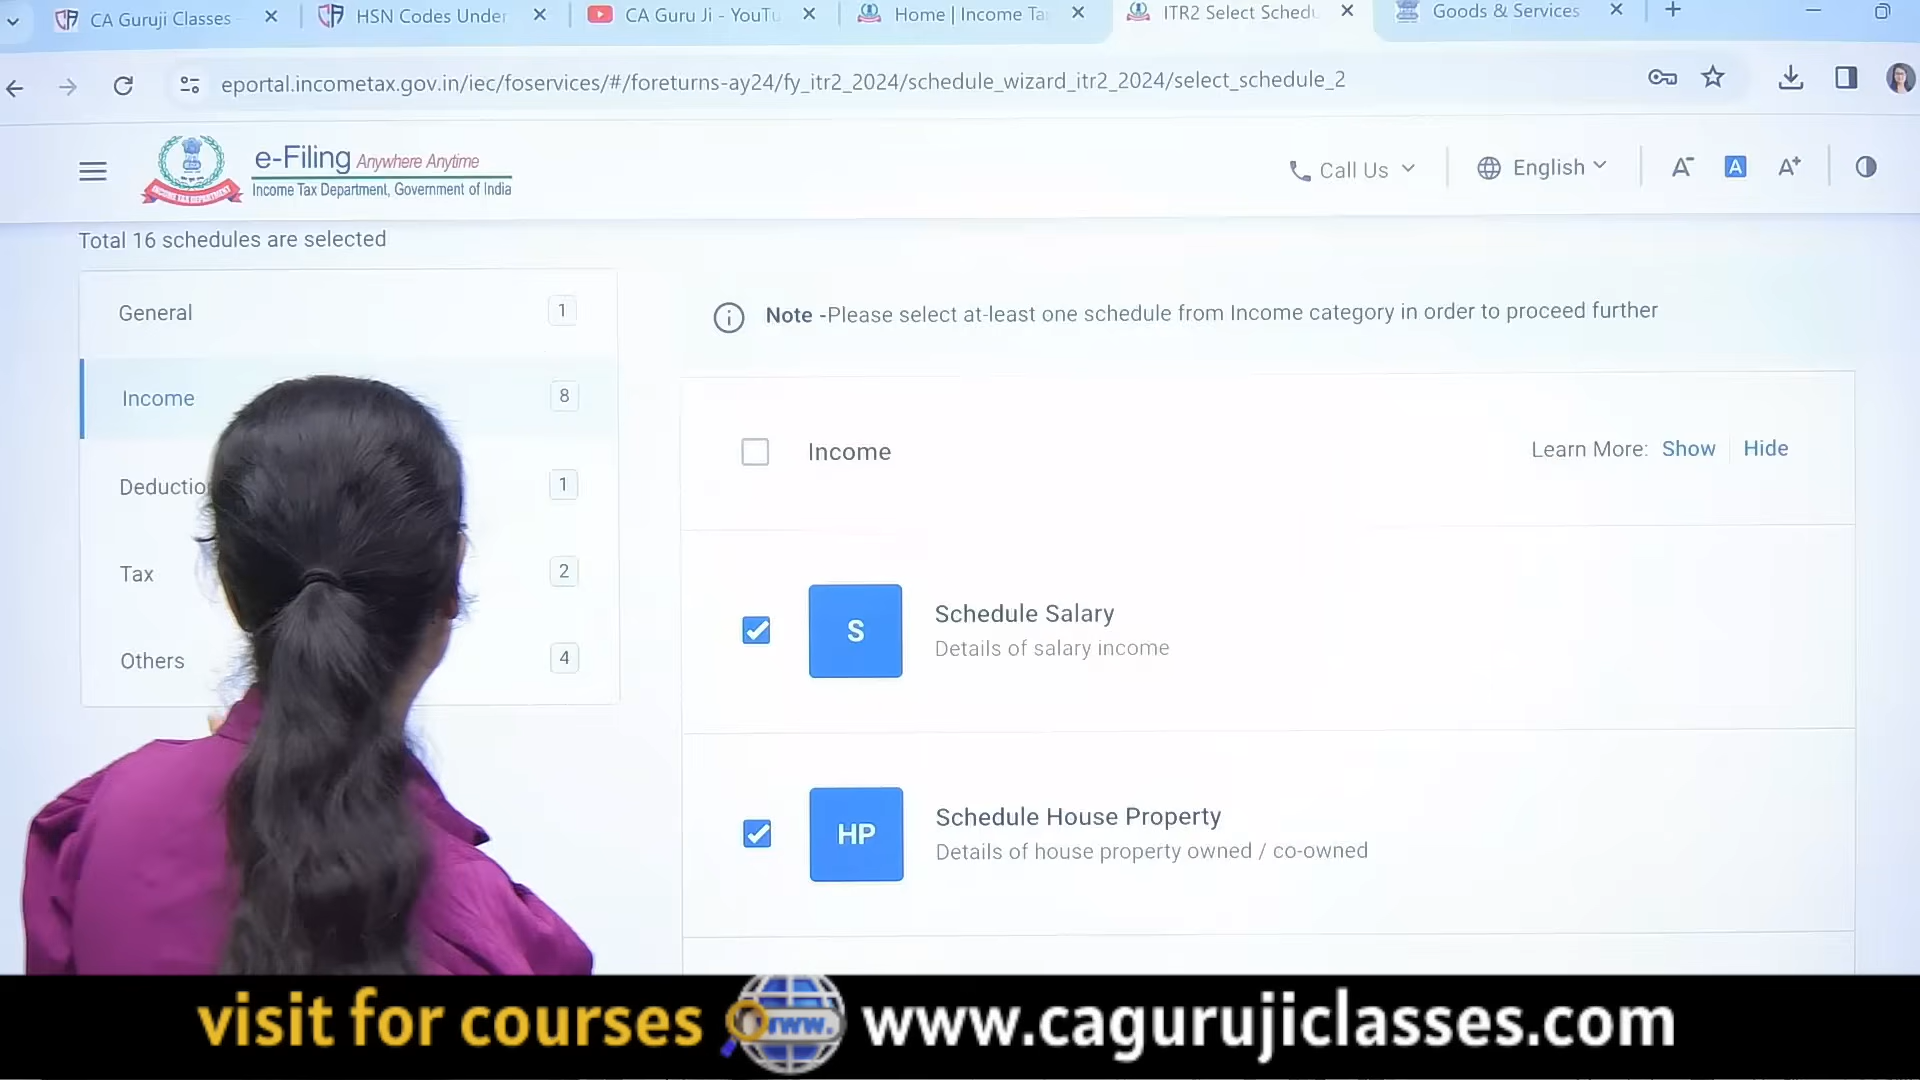 CA Guruji Classes
HSN Codes Under
CA Guru Ji - YouTu
Home | Income Ta
ITR2 Select Schedu
Goods & Services
eportal.incometax.gov.in/iec/foservices/#/foreturns-ay24/fy_itr2_2024/schedule_wizard_itr2_2024/select_schedule_2
e-Filing Anywhere Anytime
Income Tax Department, Government of India
INCOME TAX DEPARTMENT
Call Us
English
A-
A
A+
Total 16 schedules are selected
General 1
Income 8
Deductio 1
Tax 2
Others 4
Note -Please select at-least one schedule from Income category in order to proceed further
Income
Learn More: Show Hide
S
Schedule Salary
Details of salary income
HP
Schedule House Property
Details of house property owned / co-owned
visit for courses www. www.cagurujiclasses.com